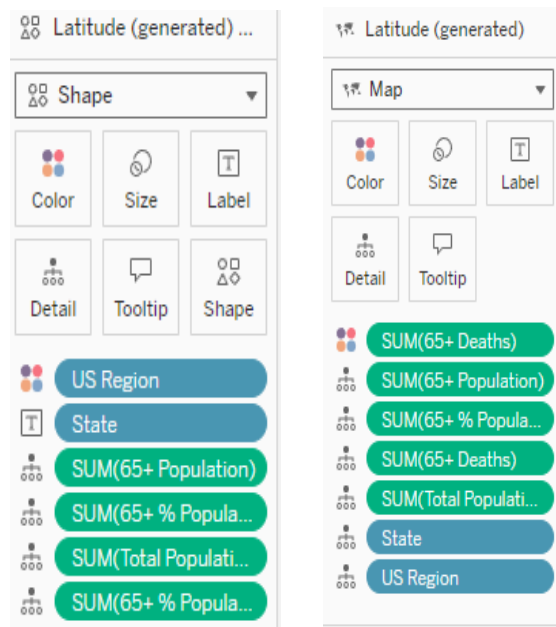 Latitude (generated) ...
Shape
Color Size Label
Detail Tooltip Shape
US Region
T State
SUM(65+ Population)
SUM(65+ % Popula...
SUM(Total Populati...
SUM(65+ % Popula...
Latitude (generated)
Map
Color Size Label
Detail Tooltip
SUM(65+ Deaths)
SUM(65+ Population)
SUM(65+ % Popula...
SUM(65+ Deaths)
SUM(Total Populati...
State
US Region